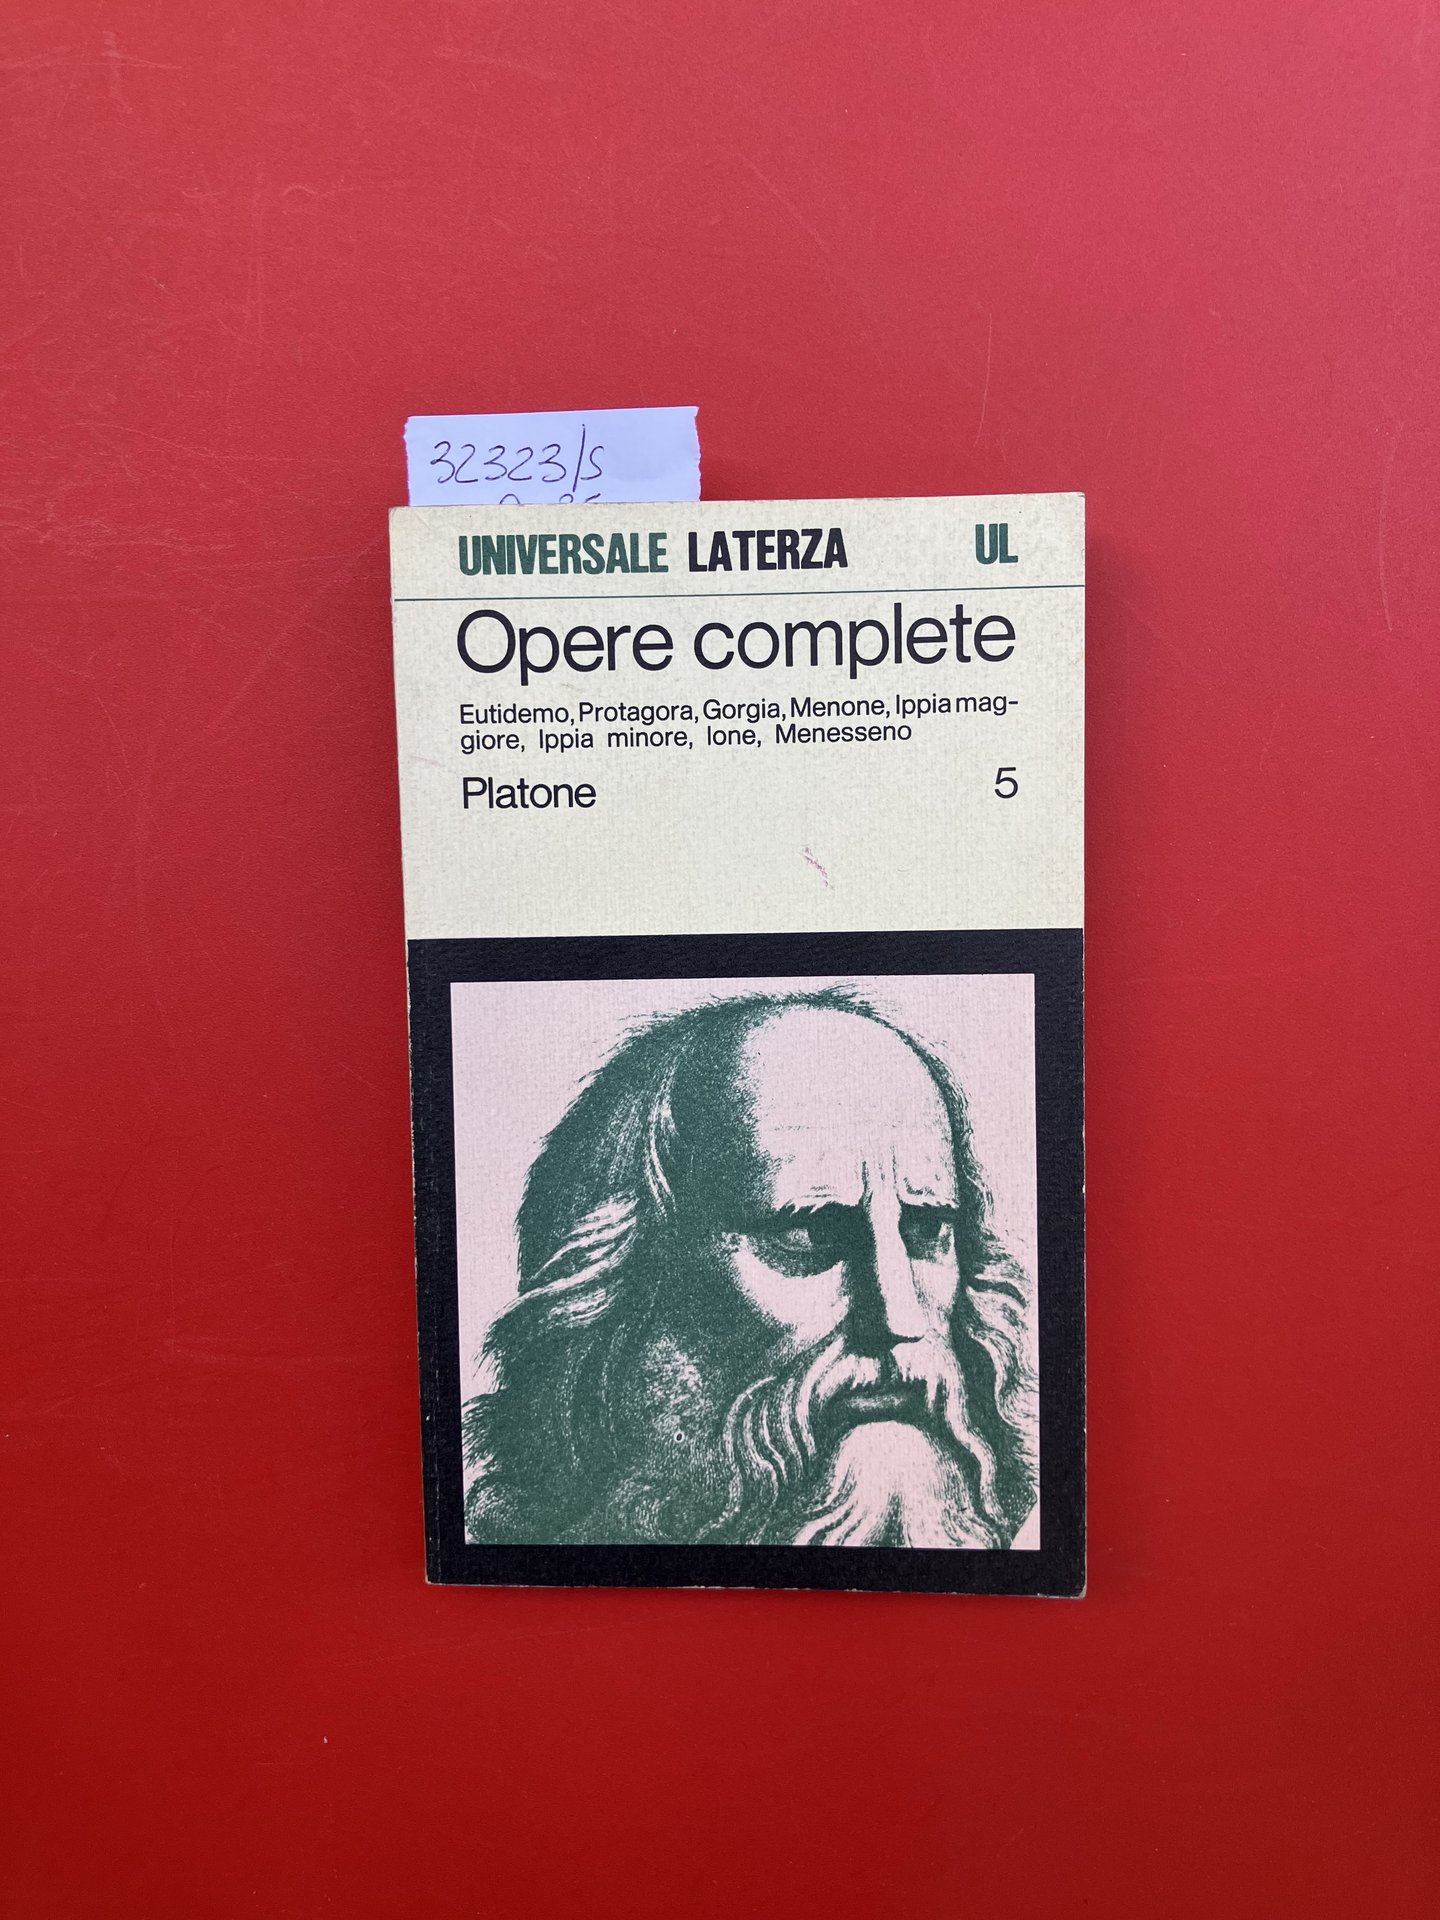 32323/s
UNIVERSALE LATERZA UL
Opere complete
Eutidemo, Protagora, Gorgia, Menone, Ippia mag-
giore, Ippia minore, Ione, Menesseno
Platone 5